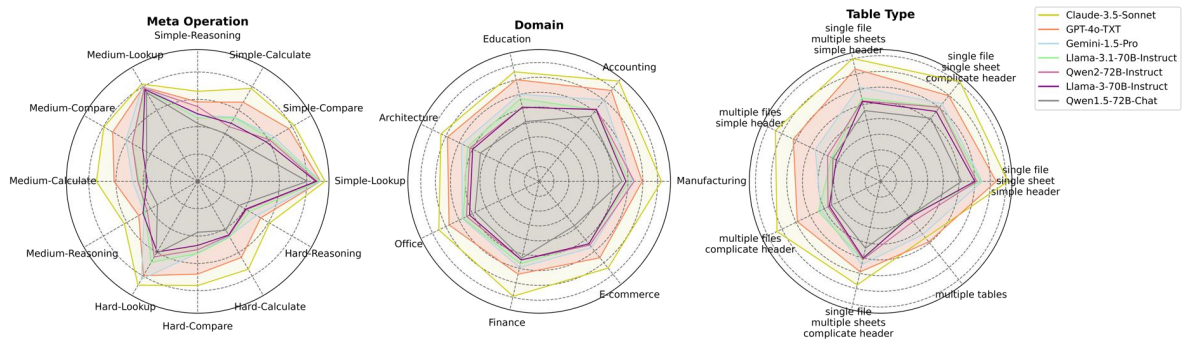 Meta Operation
Simple-Reasoning
Medium-Lookup
Simple-Calculate
Medium-Compare
Simple-Compare
Medium-Calculate
Simple-Lookup
Medium-Reasoning
Hard-Reasoning
Hard-Lookup
Hard-Calculate
Hard-Compare
Domain
Education
Accounting
Architecture
Manufacturing
Office
E-commerce
Finance
Table Type
single file
multiple sheets
simple header
single file
single sheet
complicate header
multiple files
simple header
single file
single sheet
simple header
multiple files
complicate header
multiple tables
single file
multiple sheets
complicate header
Claude-3.5-Sonnet
GPT-4o-TXT
Gemini-1.5-Pro
Llama-3.1-70B-Instruct
Qwen2-72B-Instruct
Llama-3-70B-Instruct
Qwen1.5-72B-Chat